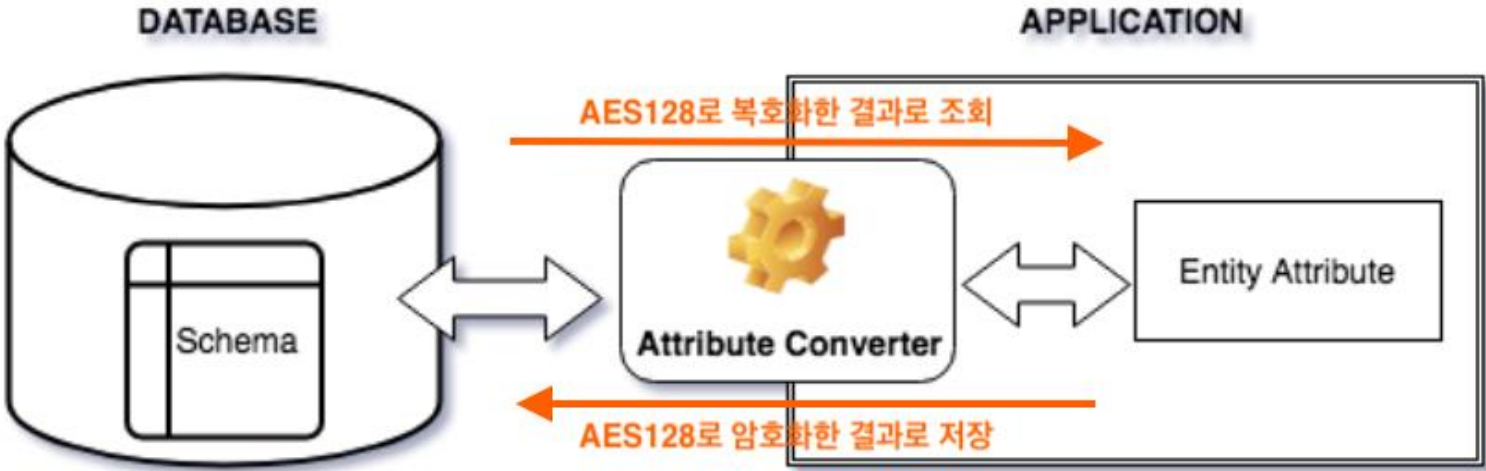 DATABASE
APPLICATION
AES128로 복호화한 결과로 조회
Schema
Attribute Converter
Entity Attribute
AES128로 암호화한 결과로 저장